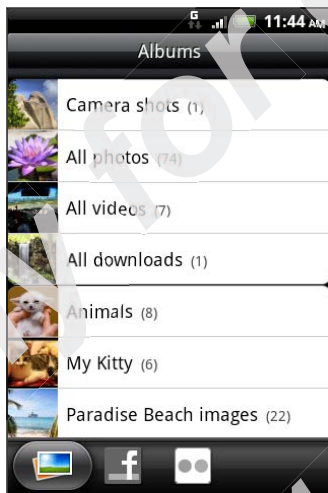 G 11:44 AM
Albums
Camera shots (1)
All photos (74)
All videos (7)
All downloads (1)
Animals (8)
My Kitty (6)
Paradise Beach images (22)
f